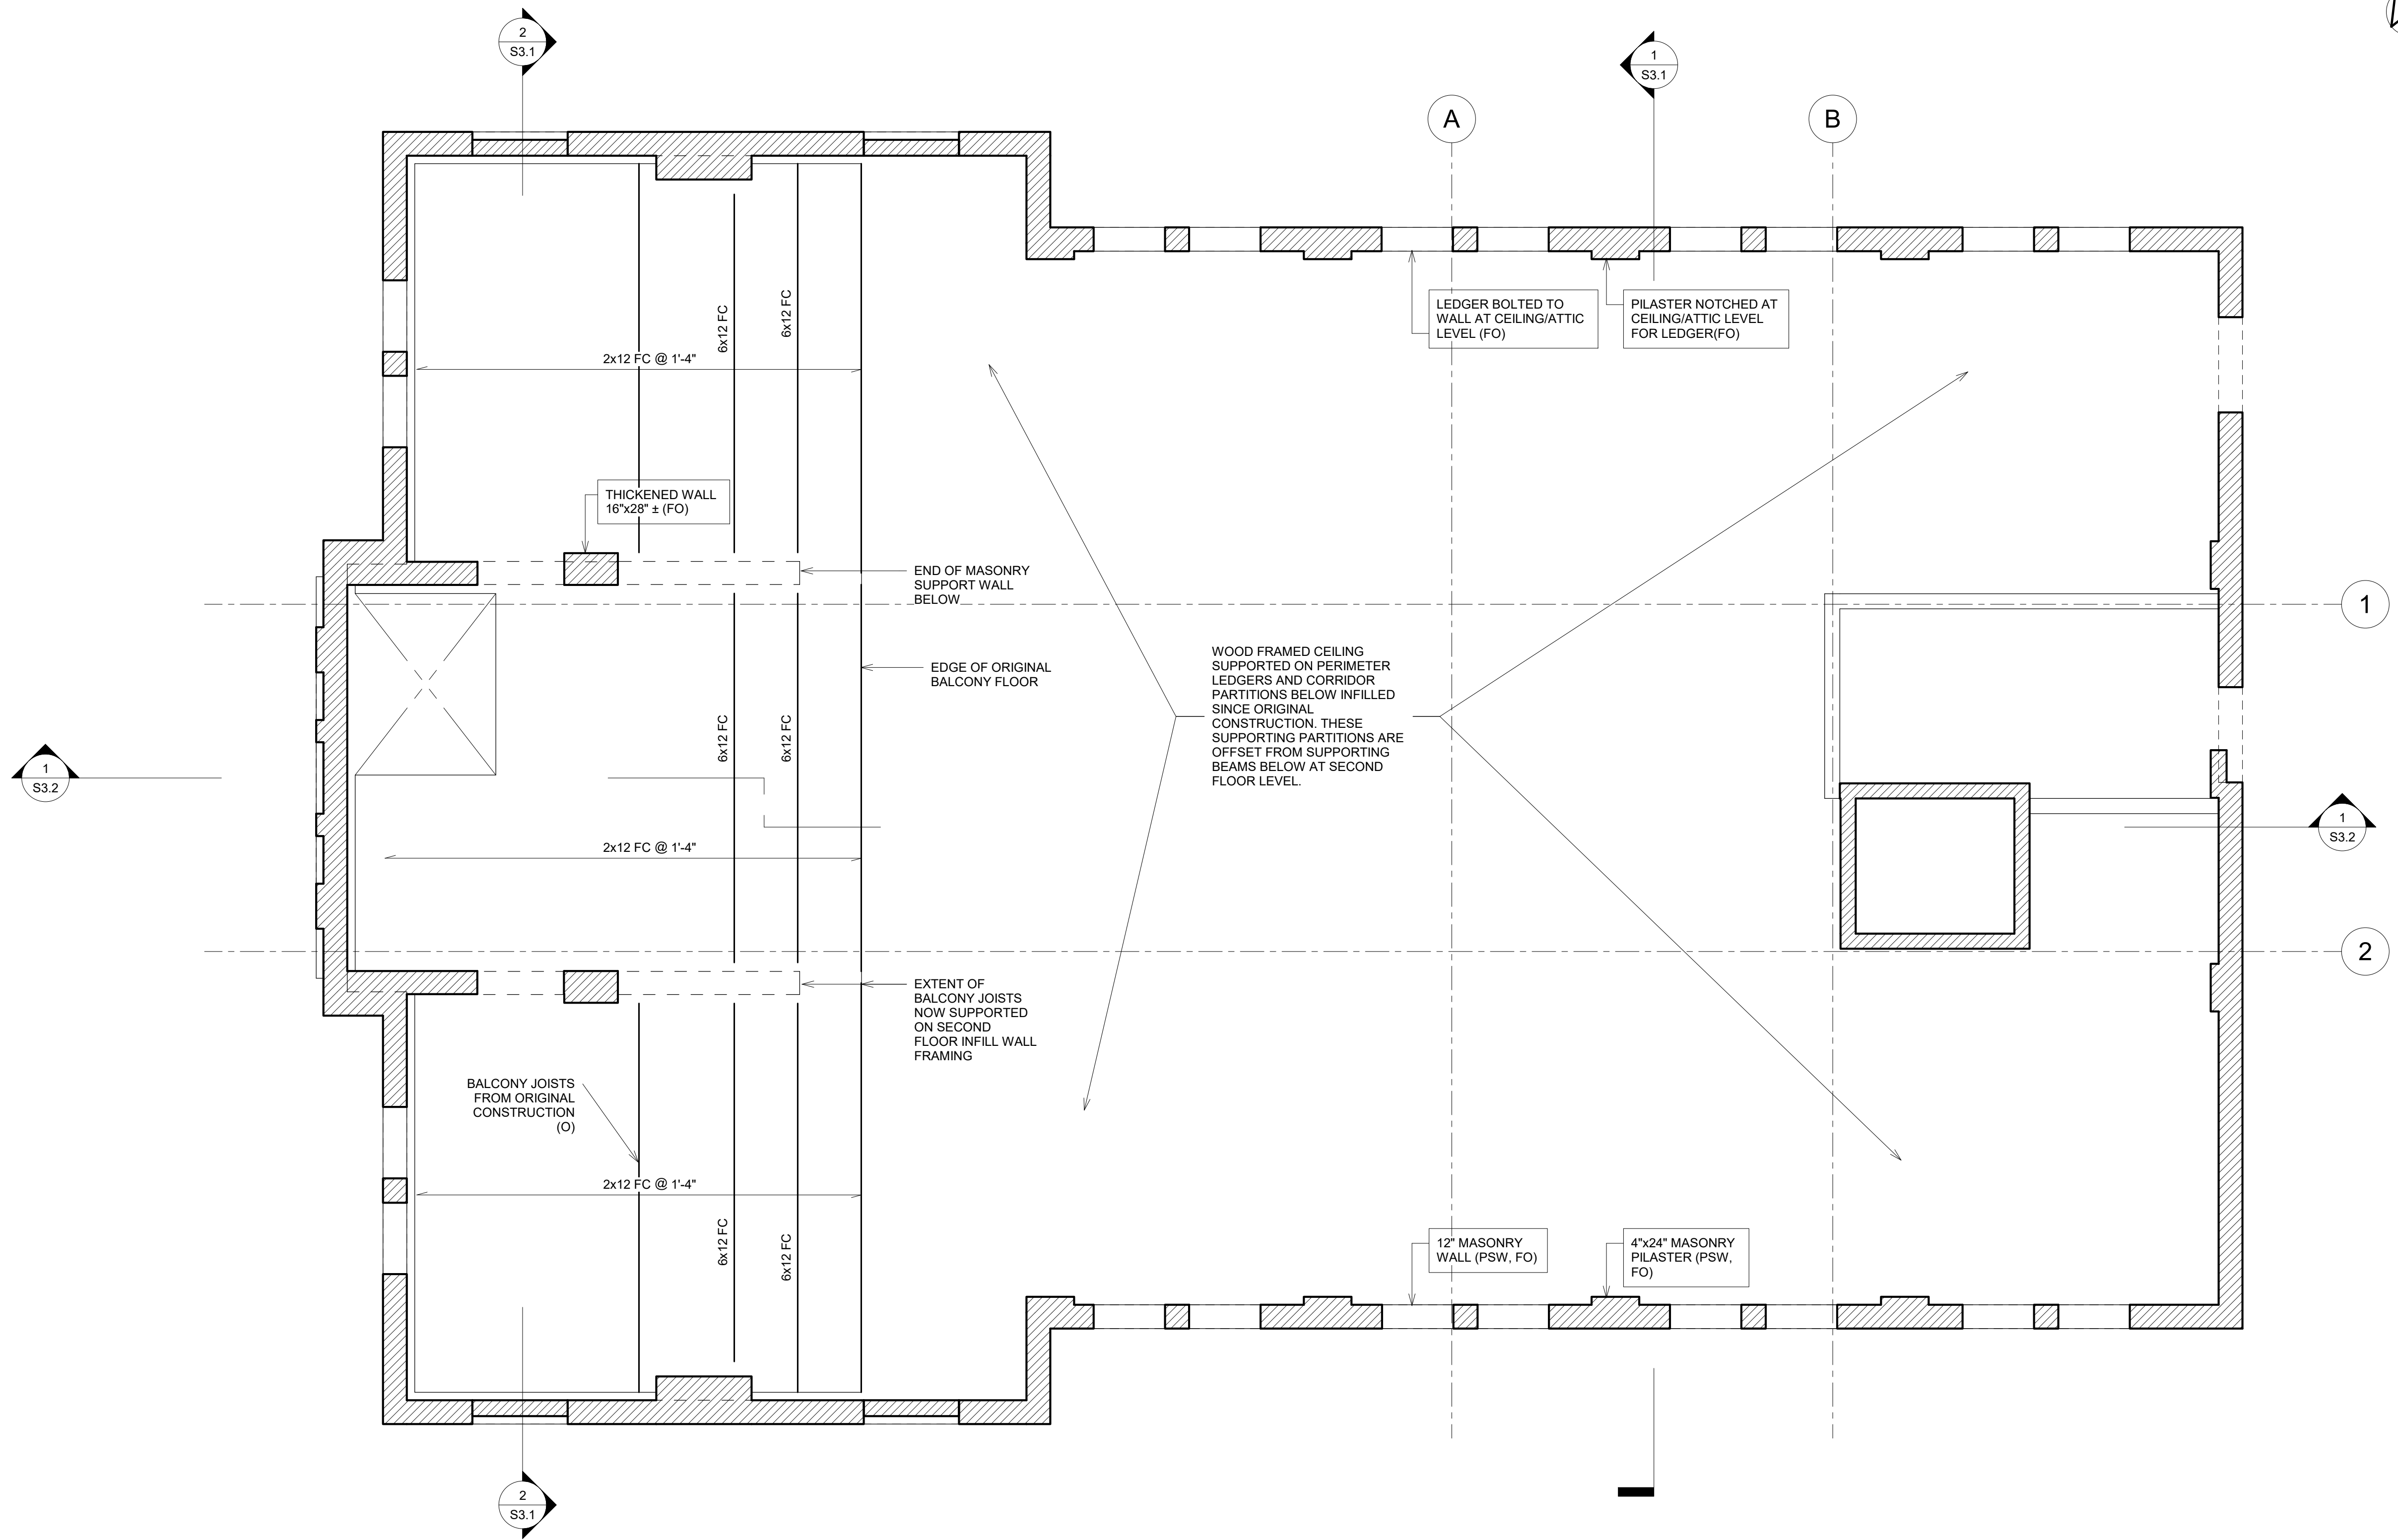 2
S3.1
1
S3.1
A
B
LEDGER BOLTED TO
WALL AT CEILING/ATTIC
LEVEL (FO)
PILASTER NOTCHED AT
CEILING/ATTIC LEVEL
FOR LEDGER(FO)
6x12 FC
6x12 FC
2x12 FC @ 1'-4"
THICKENED WALL
16"x28" ± (FO)
END OF MASONRY
SUPPORT WALL
BELOW
1
EDGE OF ORIGINAL
BALCONY FLOOR
WOOD FRAMED CEILING
SUPPORTED ON PERIMETER
LEDGERS AND CORRIDOR
PARTITIONS BELOW INFILLED
SINCE ORIGINAL
CONSTRUCTION. THESE
SUPPORTING PARTITIONS ARE
OFFSET FROM SUPPORTING
BEAMS BELOW AT SECOND
FLOOR LEVEL.
6x12 FC
6x12 FC
1
S3.2
1
S3.2
2x12 FC @ 1'-4"
2
EXTENT OF
BALCONY JOISTS
NOW SUPPORTED
ON SECOND
FLOOR INFILL WALL
FRAMING
BALCONY JOISTS
FROM ORIGINAL
CONSTRUCTION
(O)
2x12 FC @ 1'-4"
6x12 FC
6x12 FC
12" MASONRY
WALL (PSW, FO)
4"x24" MASONRY
PILASTER (PSW,
FO)
2
S3.1